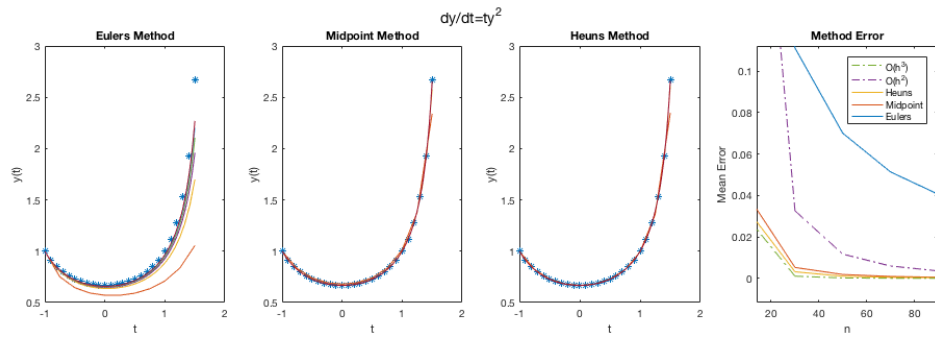 dy/dt=ty²
Eulers Method
3
2.5
2
1.5
1
0.5
-1
0
1
2
y(t)
t
Midpoint Method
3
2.5
2
1.5
1
0.5
-1
0
1
2
y(t)
t
Heuns Method
3
2.5
2
1.5
1
0.5
-1
0
1
2
y(t)
t
Method Error
0.1
0.08
0.06
0.04
0.02
0
20
40
60
80
Mean Error
n
O(h³)
O(h²)
Heuns
Midpoint
Eulers